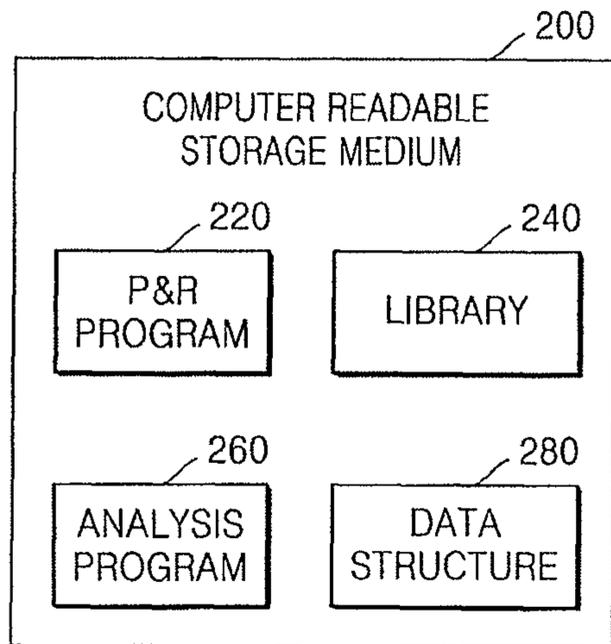 200
COMPUTER READABLE
STORAGE MEDIUM
220
P&R
PROGRAM
240
LIBRARY
260
ANALYSIS
PROGRAM
280
DATA
STRUCTURE